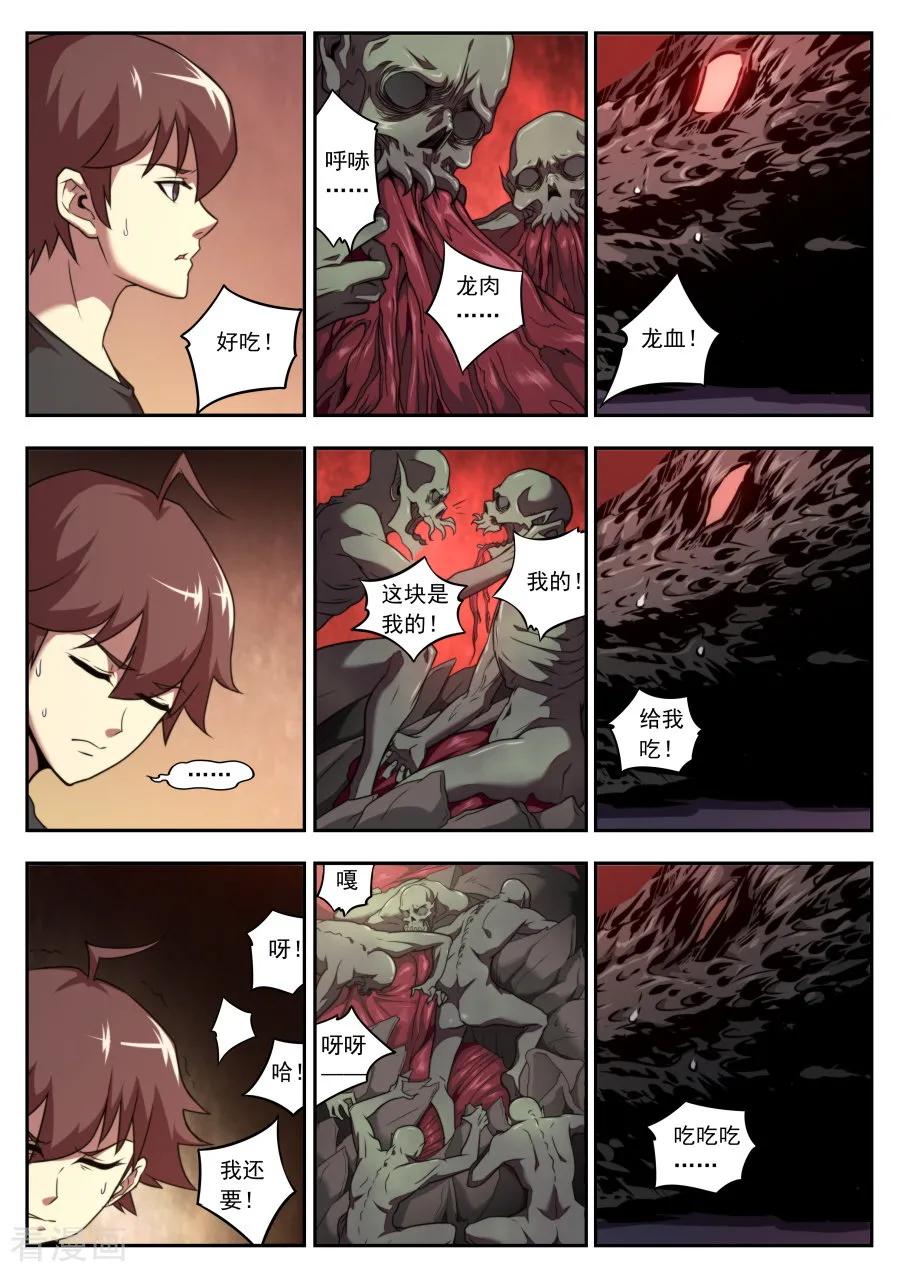 好吃！
呼哧
……
龙肉
……
龙血！
……
这块是
我的！
我的！
给我
吃！
呀！
哈！
我还
要！
嘎
呀呀
——
吃吃吃
……
看漫画